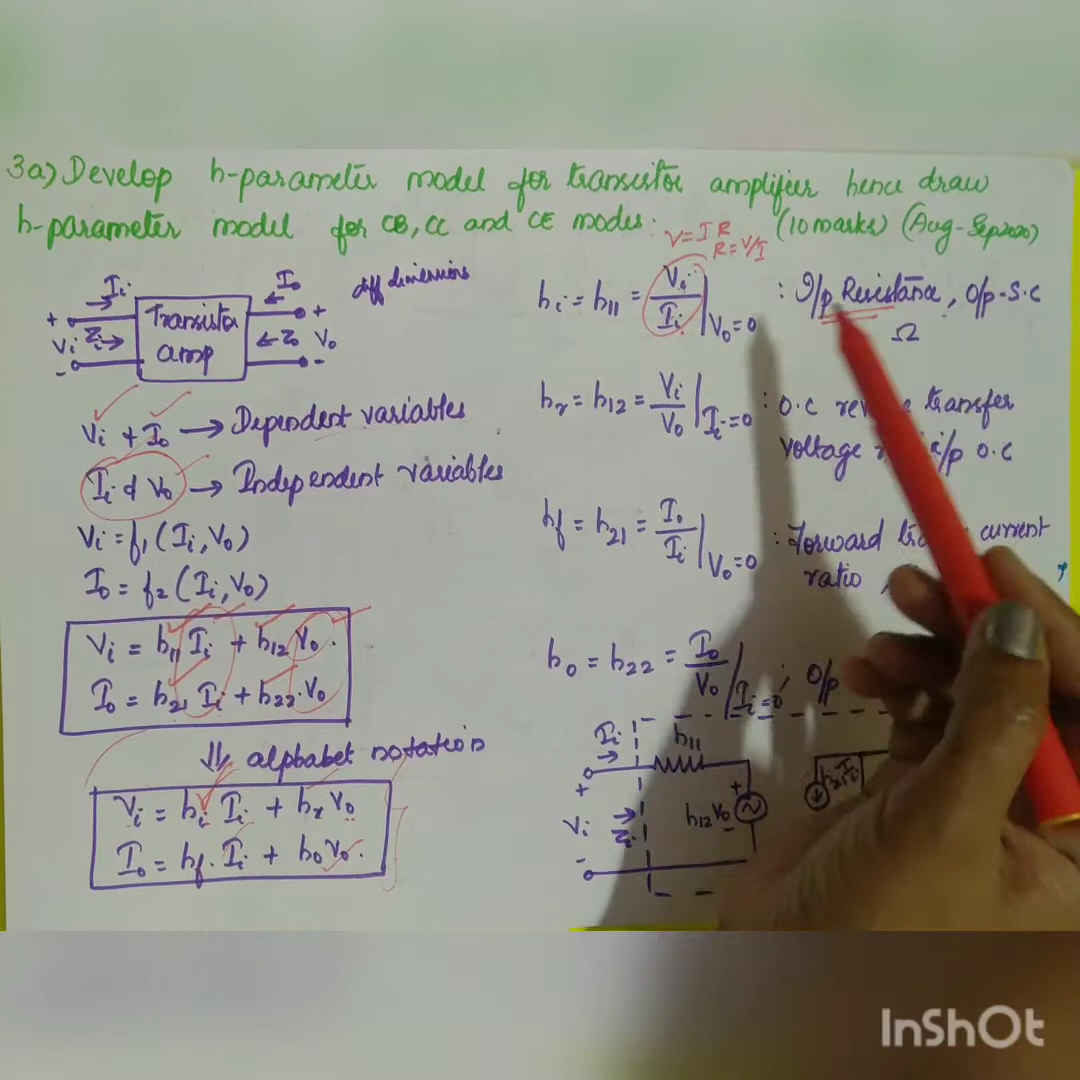 3a) Develop h-parameter model for transistor amplifier hence draw
h-parameter model for CB, CC and CE modes. (10 marks) (Aug-Sep2020)
V=IR
R=V/I
Ii Io diff dimensions
+ Transistor +
Vi Zi Zo Vo
- amp -
Vi + Io → Dependent variables
Ii & Vo → Independent variables
Vi = f1 (Ii, Vo)
Io = f2 (Ii, Vo)
Vi = h11 Ii + h12 Vo.
Io = h21 Ii + h22. Vo
⇓ alphabet notation
Vi = hi Ii + hr Vo
Io = hf. Ii + ho Vo.
hi = h11 = Vi/Ii | Vo=0 : I/p Resistance, O/p-S.C
Ω
hr = h12 = Vi/Vo | Ii=0 : O.C transfer
voltage i/p O.C
hf = h21 = Io/Ii | Vo=0 : Forward current
ratio,
ho = h22 = Io/Vo | Ii=0 ; O/p
Ii h11
+ + h21Ii
Vi Zi h12Vo
-
InShOt